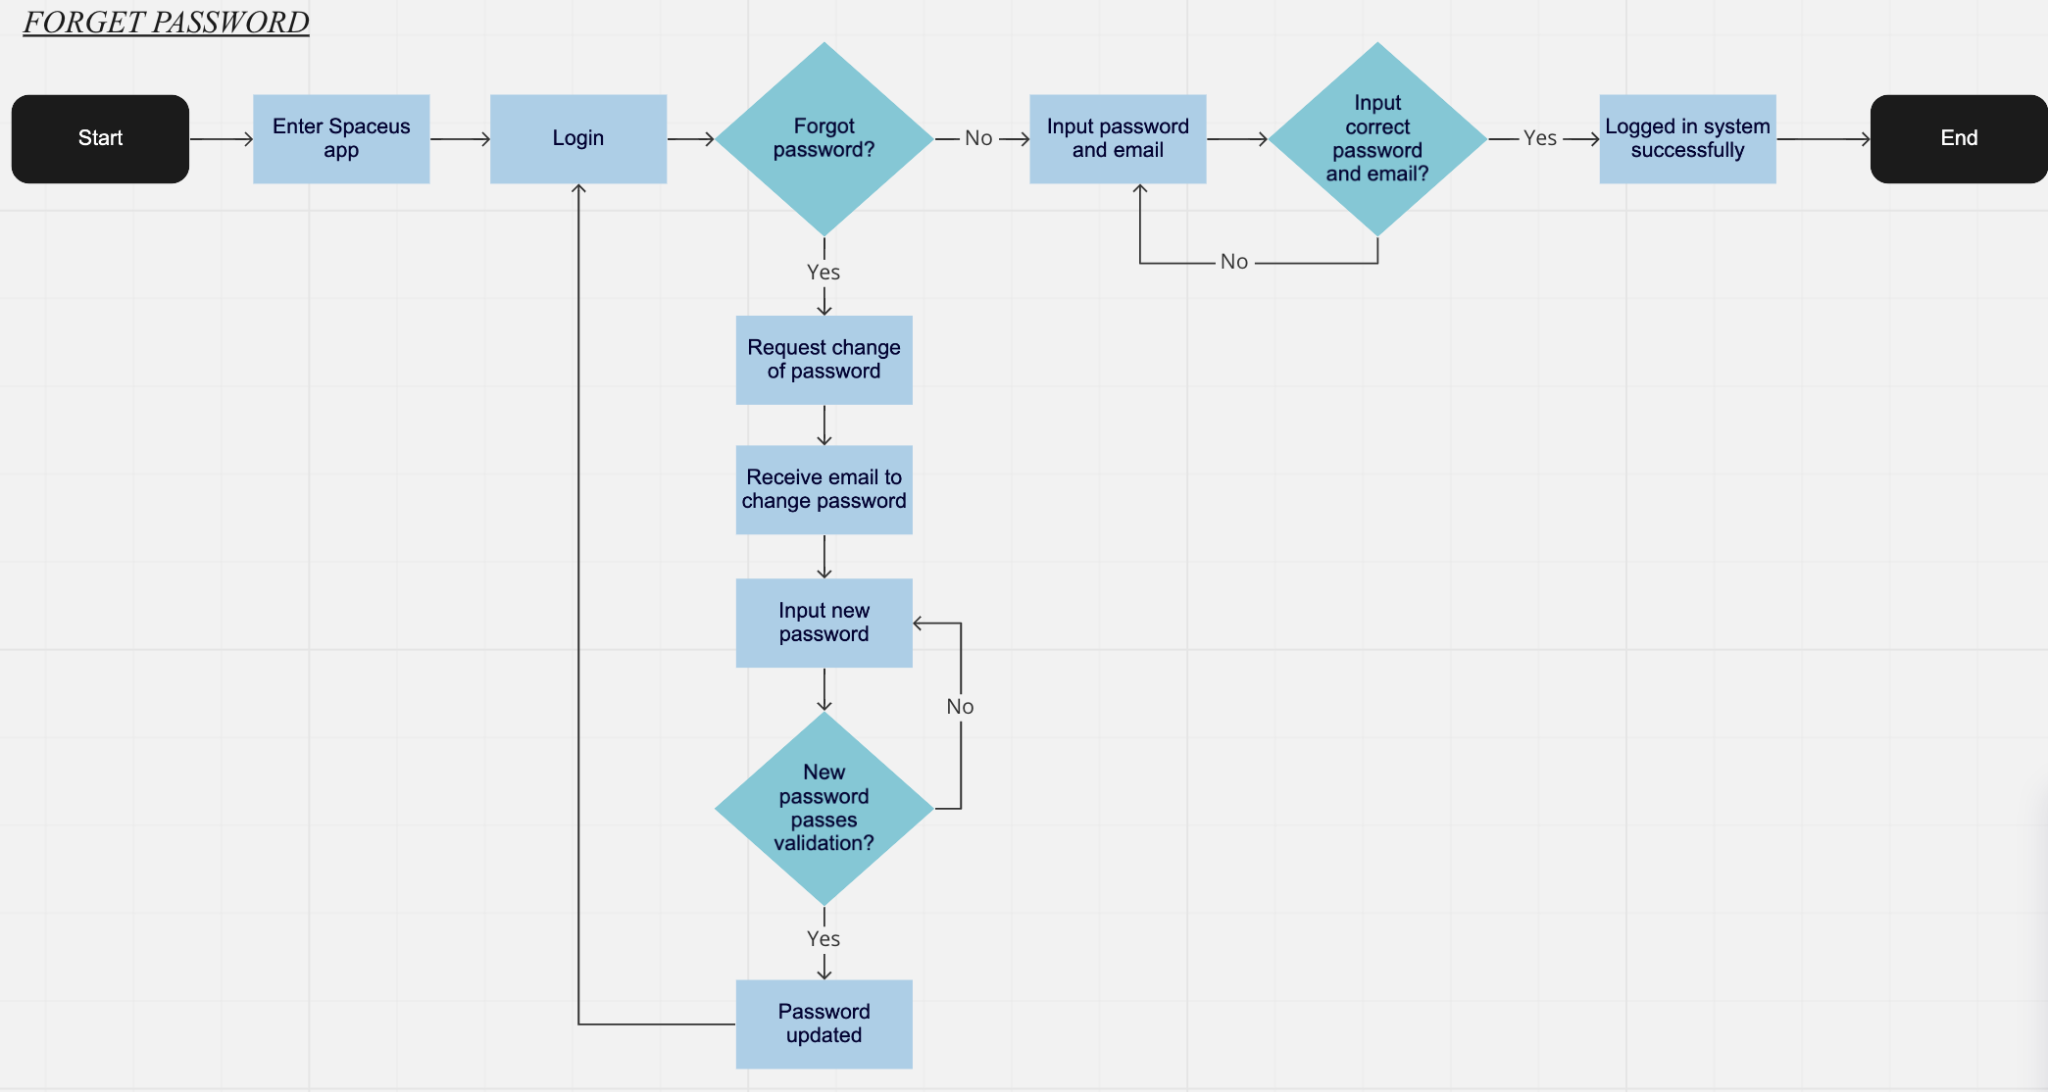 FORGET PASSWORD
Start
Enter Spaceus
app
Login
Forgot
password?
No
Input password
and email
Input
correct
password
and email?
Yes
Logged in system
successfully
End
No
Yes
Request change
of password
Receive email to
change password
Input new
password
No
New
password
passes
validation?
Yes
Password
updated